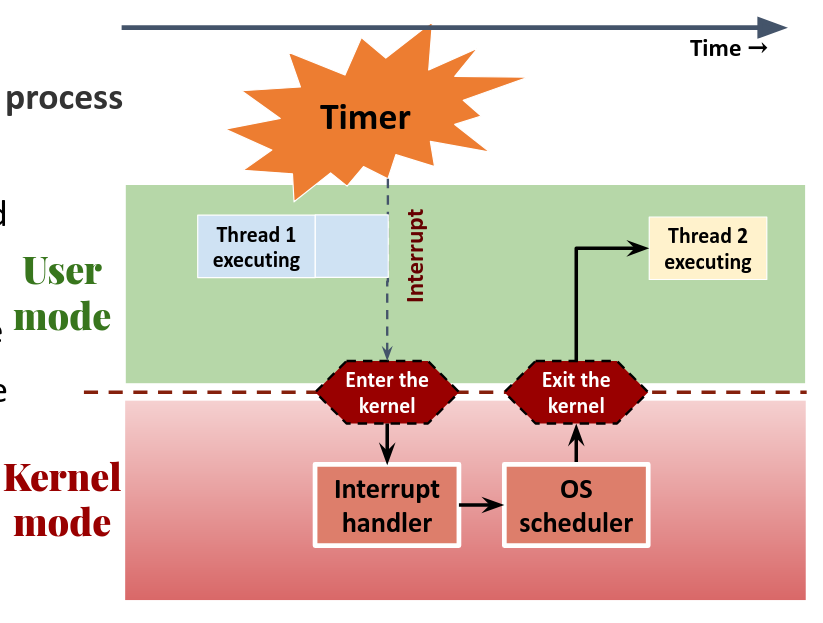 Time →
process
Timer
d
Thread 1
executing
Interrupt
Thread 2
executing
User
mode
e
Enter the
kernel
Exit the
kernel
e
Kernel
mode
Interrupt
handler
OS
scheduler